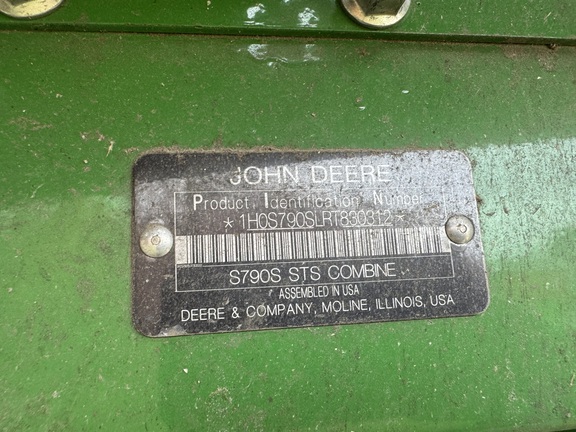 JOHN DEERE
Product Identification Number
*1H0S790SLRT830312*
S790S STS COMBINE
ASSEMBLED IN USA
DEERE & COMPANY, MOLINE, ILLINOIS, USA